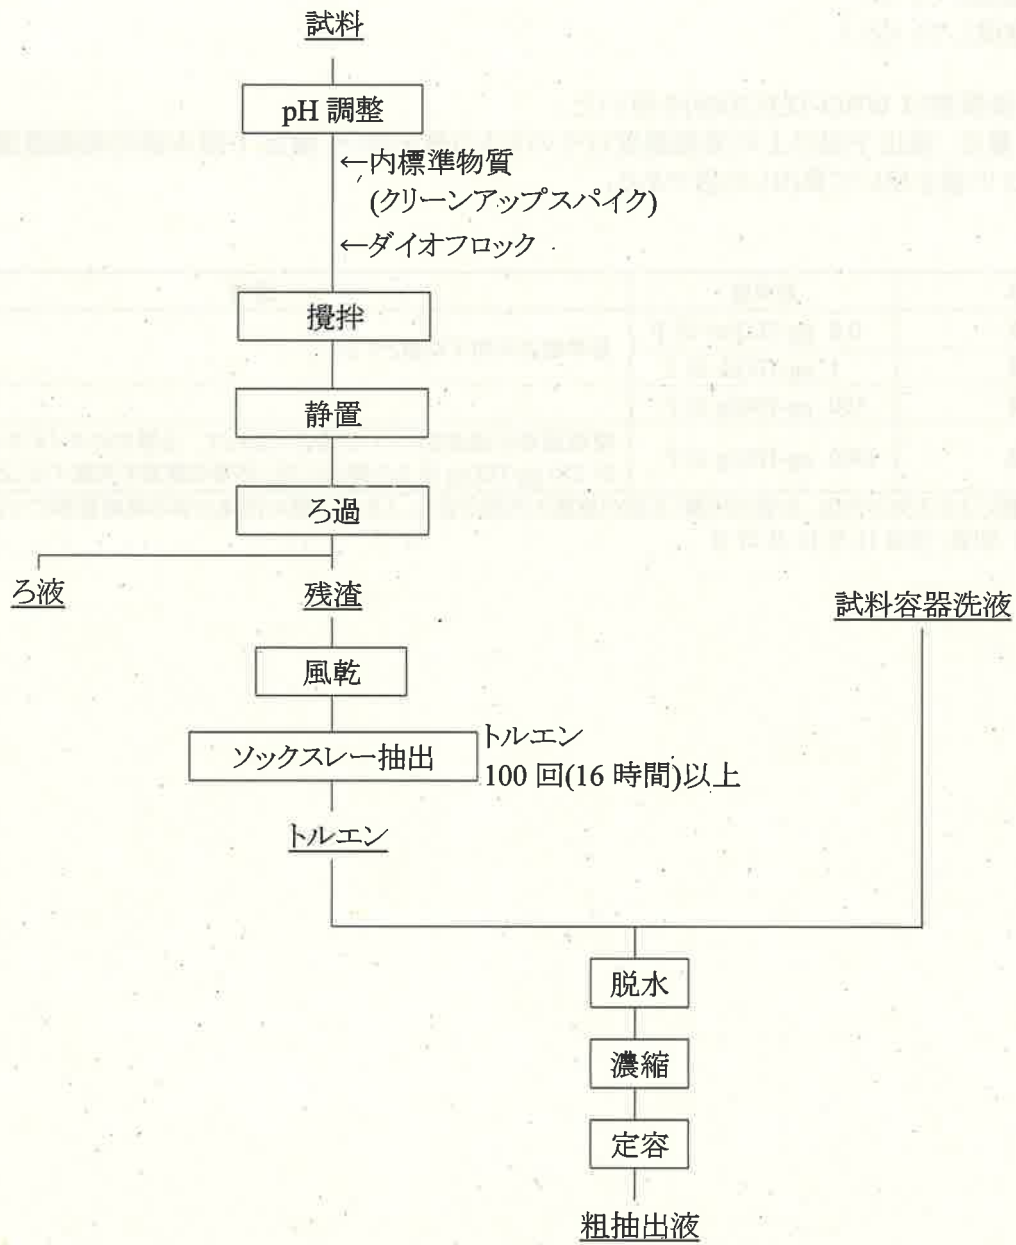 試料
pH 調整
←内標準物質
(クリーンアップスパイク)
←ダイオフロック
攪拌
静置
ろ過
ろ液
残渣
試料容器洗液
風乾
ソックスレー抽出
トルエン
100 回(16 時間)以上
トルエン
脱水
濃縮
定容
粗抽出液